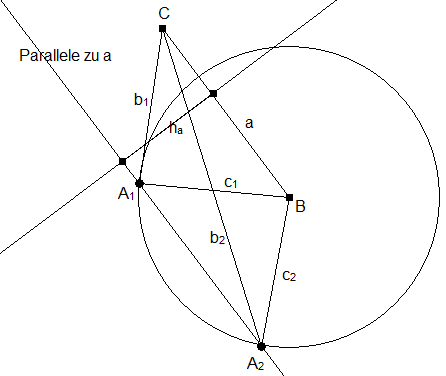 C
Parallele zu a
b₁
a
hₐ
c₁
A₁
B
b₂
c₂
A₂